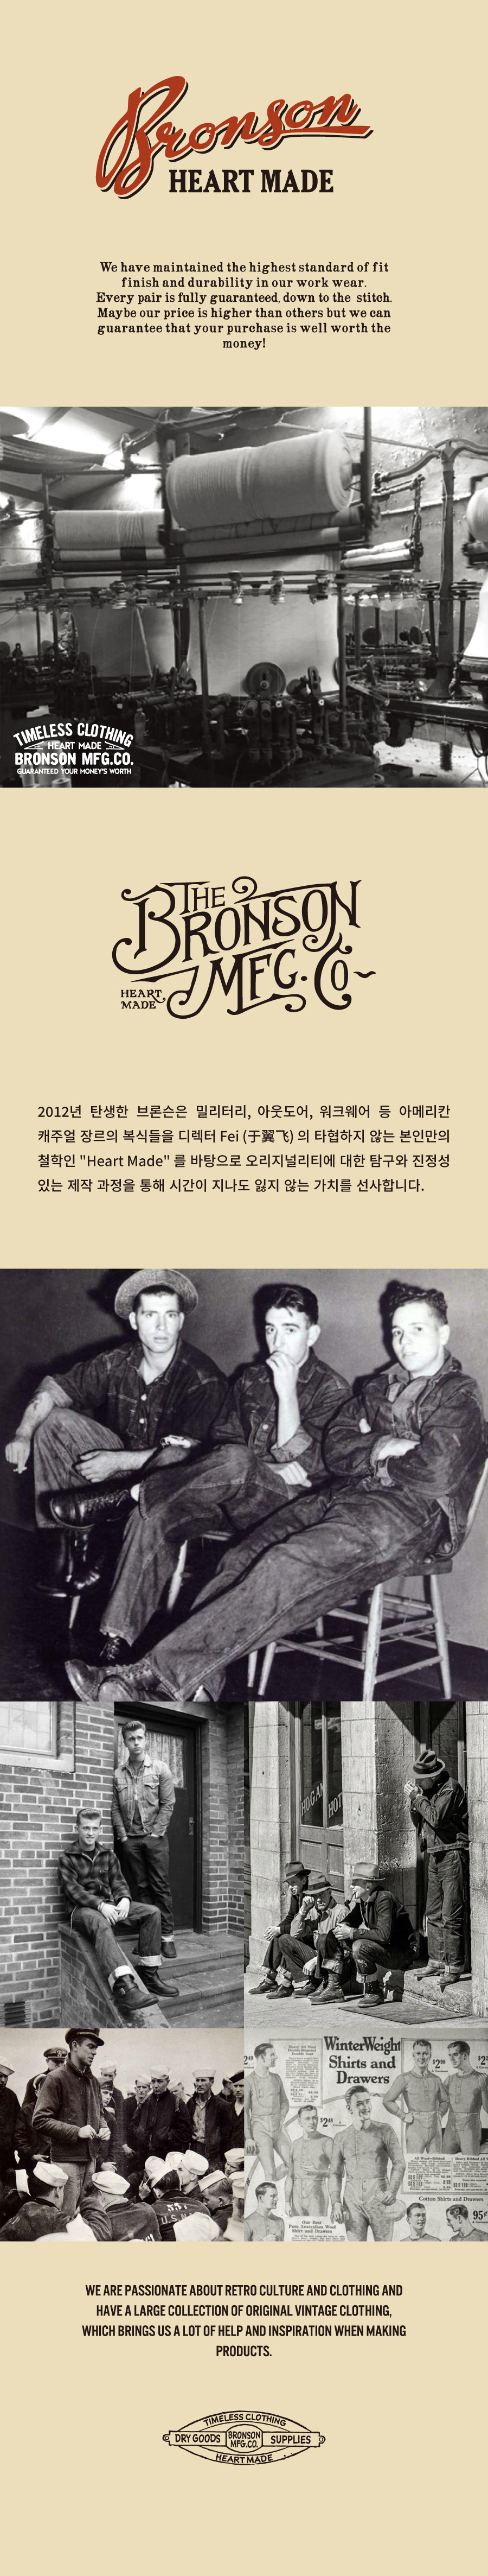 Bronson
HEART MADE
We have maintained the highest standard of fit
finish and durability in our work wear.
Every pair is fully guaranteed, down to the stitch.
Maybe our price is higher than others but we can
guarantee that your purchase is well worth the
money!
TIMELESS CLOTHING
HEART MADE
BRONSON MFG.CO.
GUARANTEED YOUR MONEY'S WORTH
THE
BRONSON
MFG. Co
HEART
MADE
2012년 탄생한 브론슨은 밀리터리, 아웃도어, 워크웨어 등 아메리칸
캐주얼 장르의 복식들을 디렉터 Fei (于翼飞) 의 타협하지 않는 본인만의
철학인 "Heart Made" 를 바탕으로 오리지널리티에 대한 탐구와 진정성
있는 제작 과정을 통해 시간이 지나도 잃지 않는 가치를 선사합니다.
HOGAN
HOT
Winter Weight
Shirts and
Drawers
Cotton Shirts and Drawers
95¢
WE ARE PASSIONATE ABOUT RETRO CULTURE AND CLOTHING AND
HAVE A LARGE COLLECTION OF ORIGINAL VINTAGE CLOTHING,
WHICH BRINGS US A LOT OF HELP AND INSPIRATION WHEN MAKING
PRODUCTS.
TIMELESS CLOTHING
DRY GOODS BRONSON MFG.CO. SUPPLIES
HEART MADE